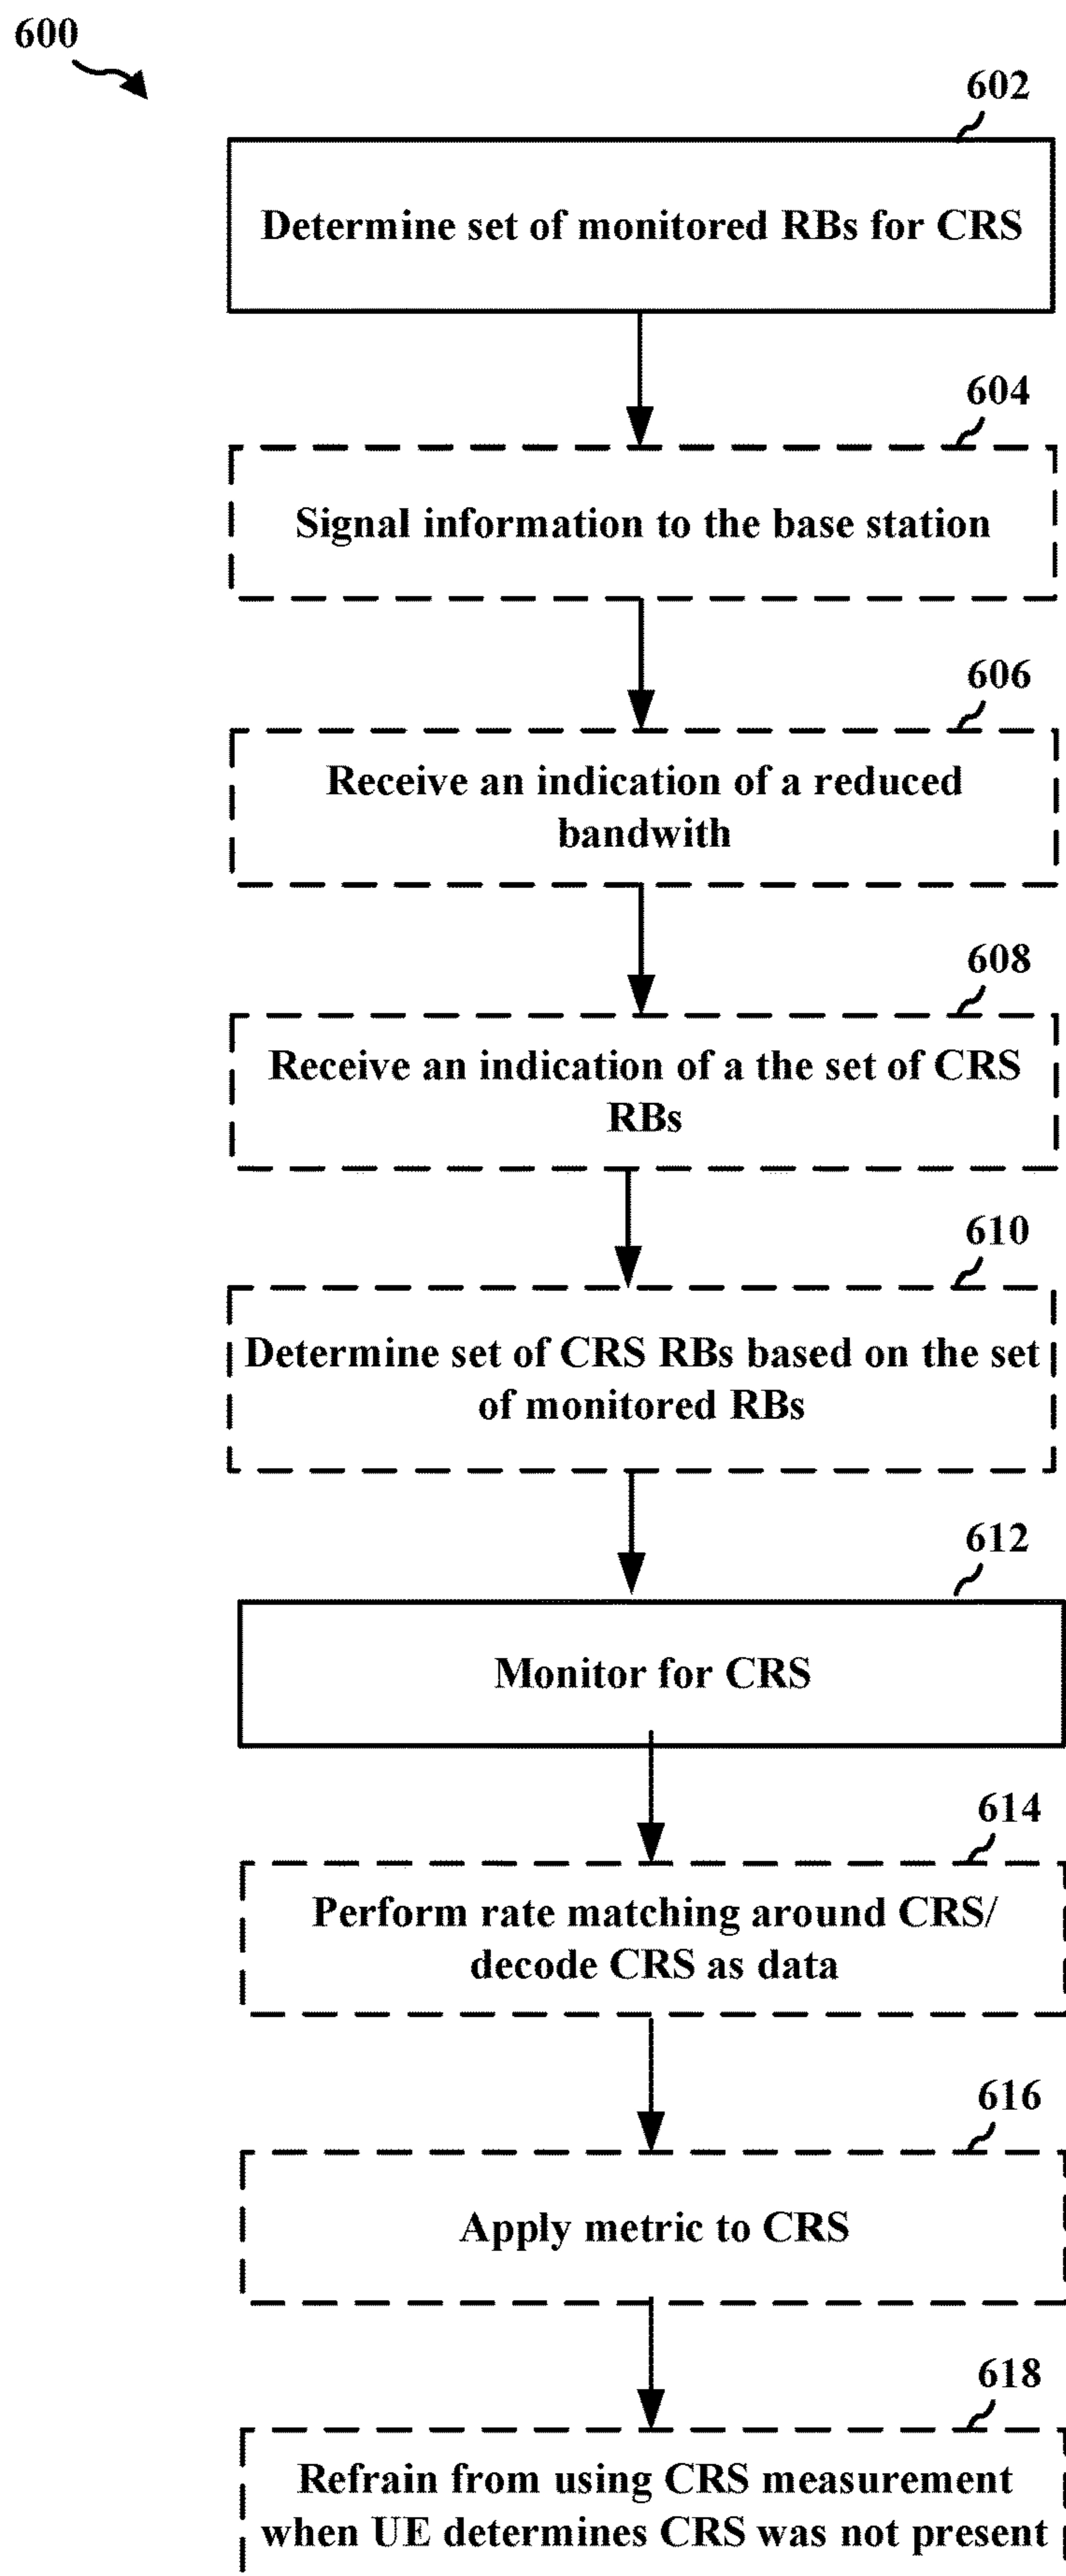 600
602
Determine set of monitored RBs for CRS
604
Signal information to the base station
606
Receive an indication of a reduced
bandwith
608
Receive an indication of a the set of CRS
RBs
610
Determine set of CRS RBs based on the set
of monitored RBs
612
Monitor for CRS
614
Perform rate matching around CRS/
decode CRS as data
616
Apply metric to CRS
618
Refrain from using CRS measurement
when UE determines CRS was not present